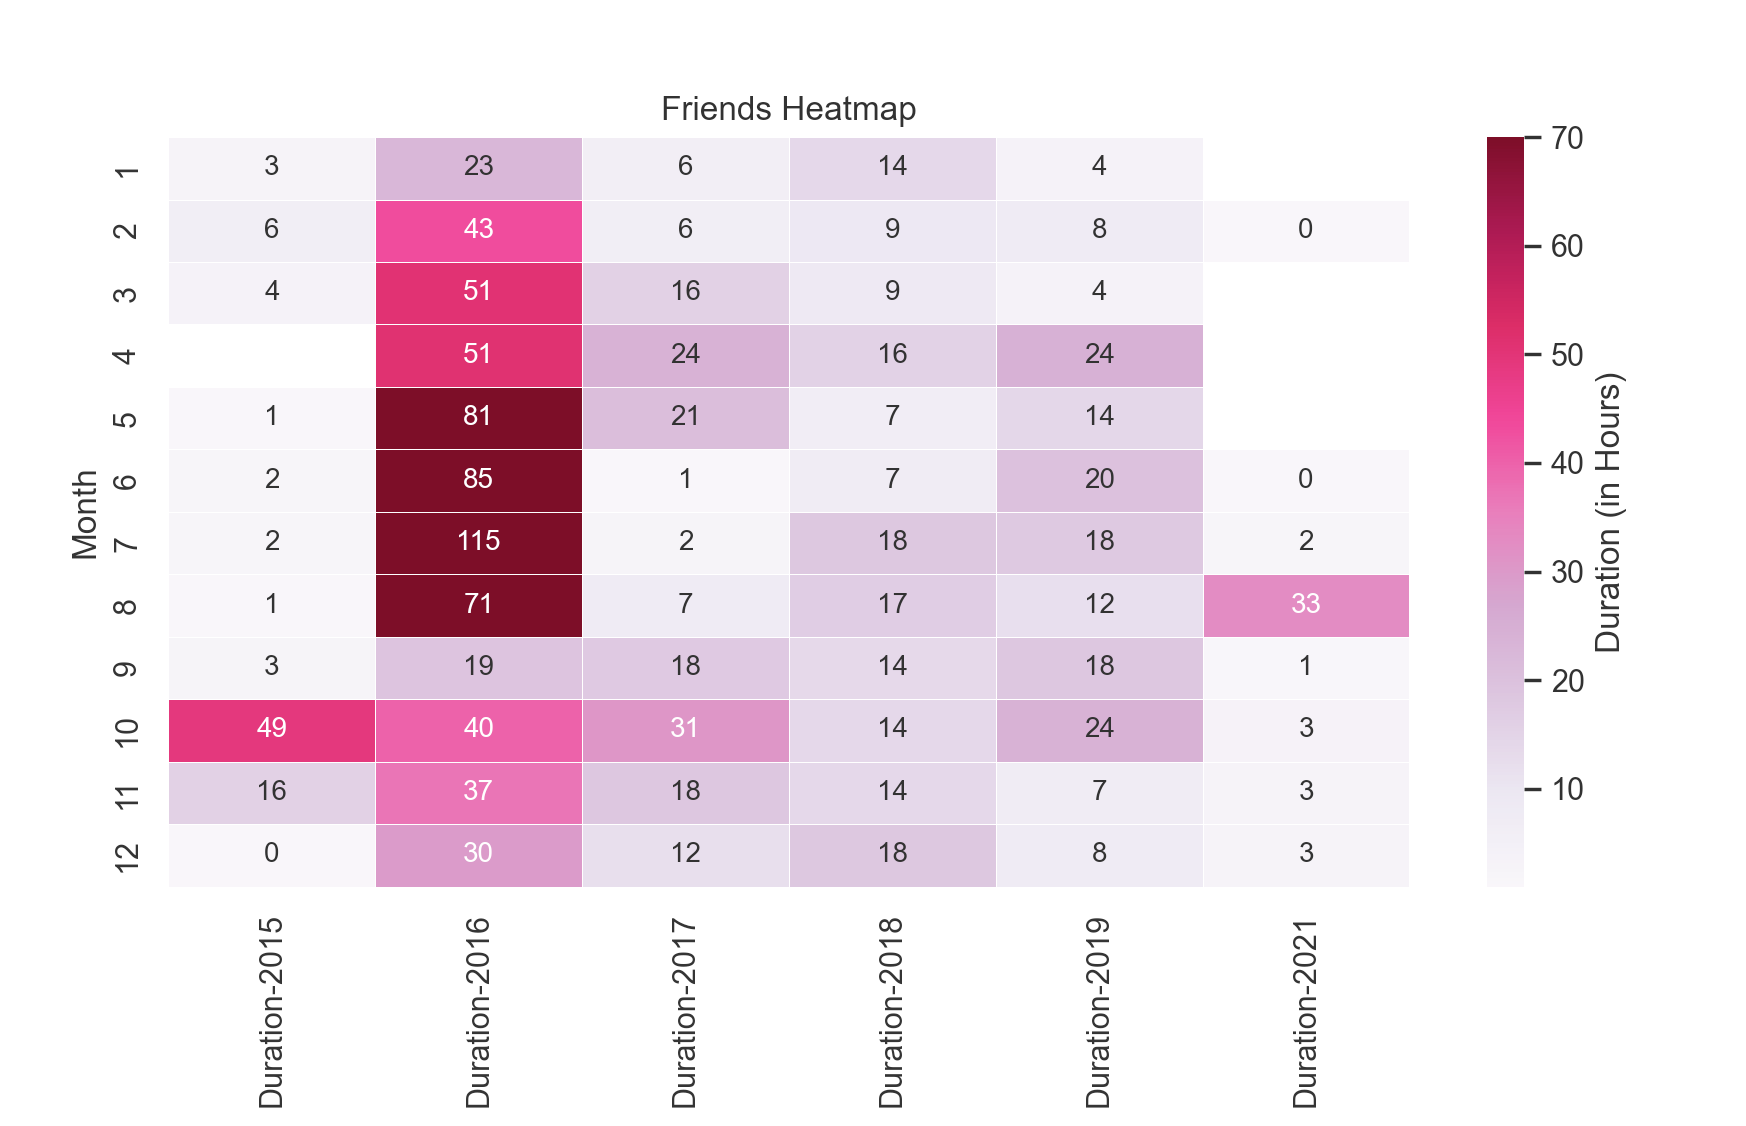 Friends Heatmap
1 3 23 6 14 4
2 6 43 6 9 8 0
3 4 51 16 9 4
4 51 24 16 24
5 1 81 21 7 14
6 2 85 1 7 20 0
7 2 115 2 18 18 2
8 1 71 7 17 12 33
9 3 19 18 14 18 1
10 49 40 31 14 24 3
11 16 37 18 14 7 3
12 0 30 12 18 8 3
Month
Duration-2015
Duration-2016
Duration-2017
Duration-2018
Duration-2019
Duration-2021
70
60
50
40
30
20
10
Duration (in Hours)